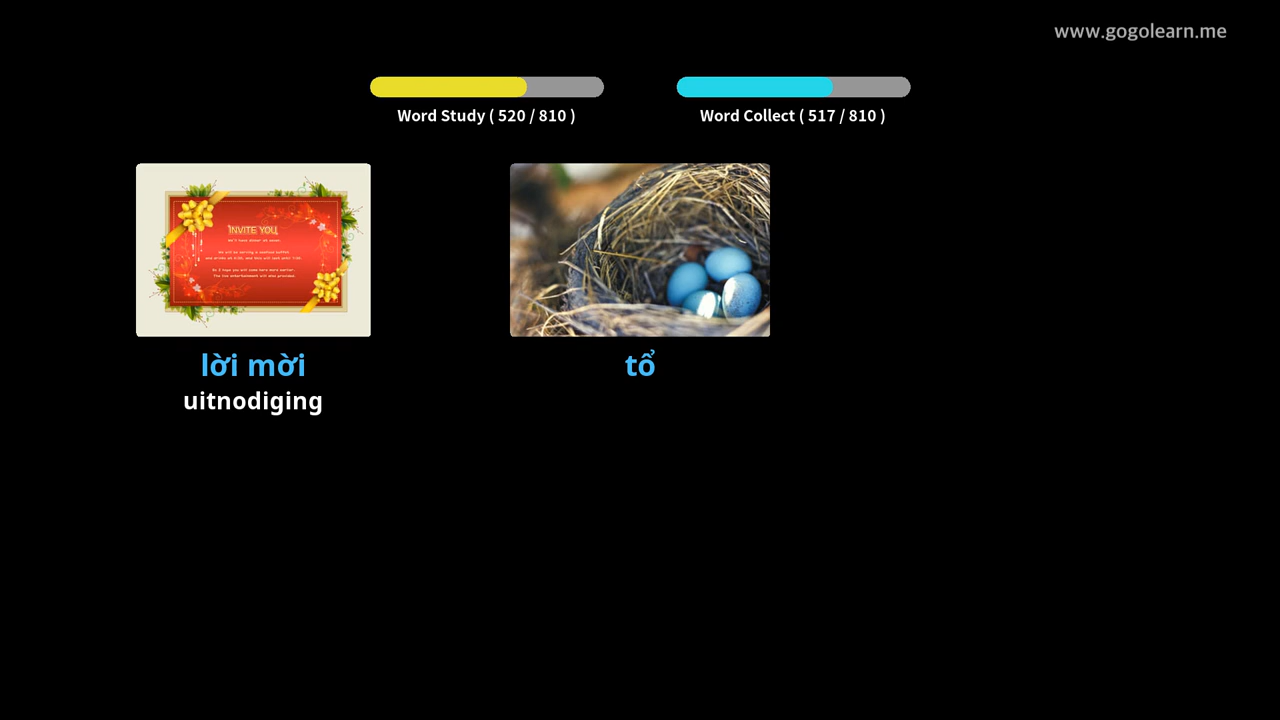 www.gogolearn.me
Word Study ( 520 / 810 )
Word Collect ( 517 / 810 )
INVITE YOU
lời mời
uitnodiging
tổ